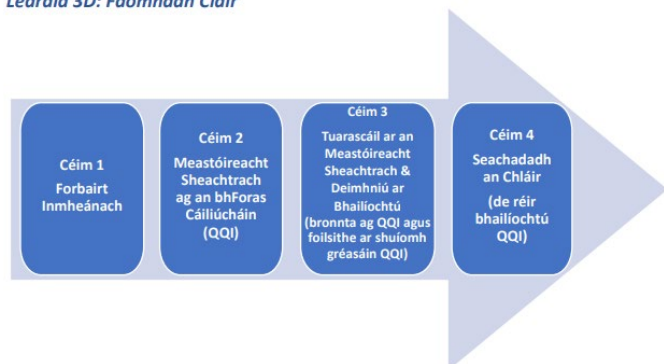 Léaráid 3D: Faomhadh Cláir
Céim 1
Forbairt
Inmheánach
Céim 2
Meastóireacht
Sheachtrach
ag an bhForas
Cáiliúcháin
(QQI)
Céim 3
Tuarascáil ar an
Meastóireacht
Sheachtrach &
Deimhniú ar
Bhailíochtú
(bronnta ag QQI agus
foilsithe ar shuíomh
gréasáin QQI)
Céim 4
Seachadadh
an Chláir
(de réir
bhailíochtú
QQI)